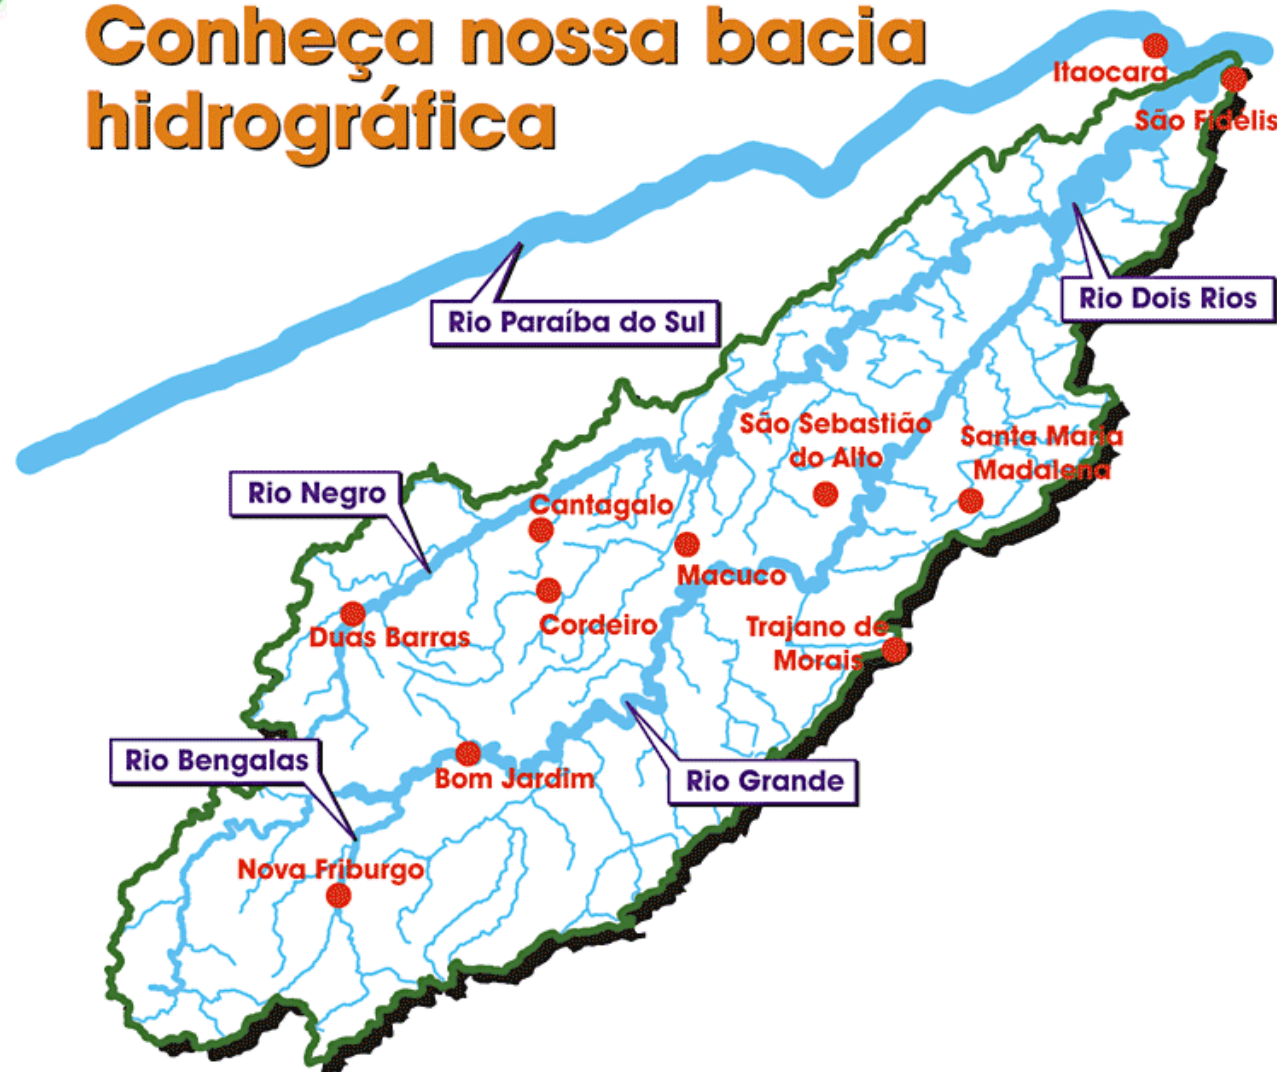 Conheça nossa bacia
hidrográfica
Itaocara
São Fidelis
Rio Dois Rios
Rio Paraíba do Sul
São Sebastião
do Alto
Santa Maria
Madalena
Rio Negro
Cantagalo
Macuco
Cordeiro
Duas Barras
Trajano de
Morais
Rio Bengalas
Bom Jardim
Rio Grande
Nova Friburgo